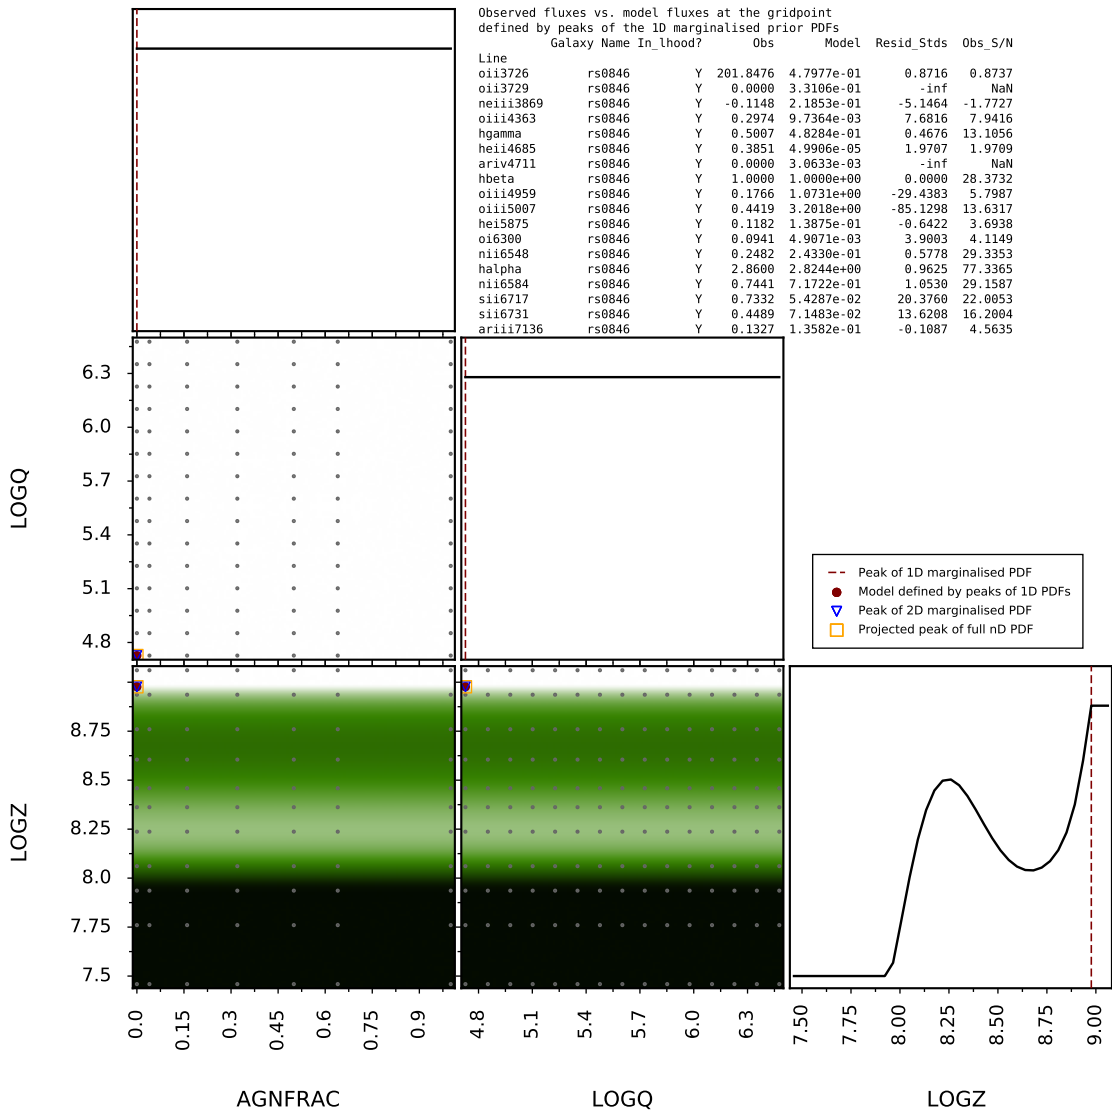 Observed fluxes vs. model fluxes at the gridpoint
defined by peaks of the 1D marginalised prior PDFs
Galaxy Name In_lhood? Obs Model Resid_Stds Obs_S/N
Line
oii3726 rs0846 Y 201.8476 4.7977e-01 0.8716 0.8737
oii3729 rs0846 Y 0.0000 3.3106e-01 -inf NaN
neiii3869 rs0846 Y -0.1148 2.1853e-01 -5.1464 -1.7727
oiii4363 rs0846 Y 0.2974 9.7364e-03 7.6816 7.9416
hgamma rs0846 Y 0.5007 4.8284e-01 0.4676 13.1056
heii4685 rs0846 Y 0.3851 4.9906e-05 1.9707 1.9709
ariv4711 rs0846 Y 0.0000 3.0633e-03 -inf NaN
hbeta rs0846 Y 1.0000 1.0000e+00 0.0000 28.3732
oiii4959 rs0846 Y 0.1766 1.0731e+00 -29.4383 5.7987
oiii5007 rs0846 Y 0.4419 3.2018e+00 -85.1298 13.6317
hei5875 rs0846 Y 0.1182 1.3875e-01 -0.6422 3.6938
oi6300 rs0846 Y 0.0941 4.9071e-03 3.9003 4.1149
nii6548 rs0846 Y 0.2482 2.4330e-01 0.5778 29.3353
halpha rs0846 Y 2.8600 2.8244e+00 0.9625 77.3365
nii6584 rs0846 Y 0.7441 7.1722e-01 1.0530 29.1587
sii6717 rs0846 Y 0.7332 5.4287e-02 20.3760 22.0053
sii6731 rs0846 Y 0.4489 7.1483e-02 13.6208 16.2004
ariii7136 rs0846 Y 0.1327 1.3582e-01 -0.1087 4.5635
6.3
6.0
5.7
5.4
5.1
4.8
LOGQ
Peak of 1D marginalised PDF
Model defined by peaks of 1D PDFs
Peak of 2D marginalised PDF
Projected peak of full nD PDF
8.75
8.5
8.25
8.0
7.75
7.5
LOGZ
0.0 0.15 0.3 0.45 0.6 0.75 0.9
4.8 5.1 5.4 5.7 6.0 6.3
7.50 7.75 8.00 8.25 8.50 8.75 9.00
AGNFRAC LOGQ LOGZ